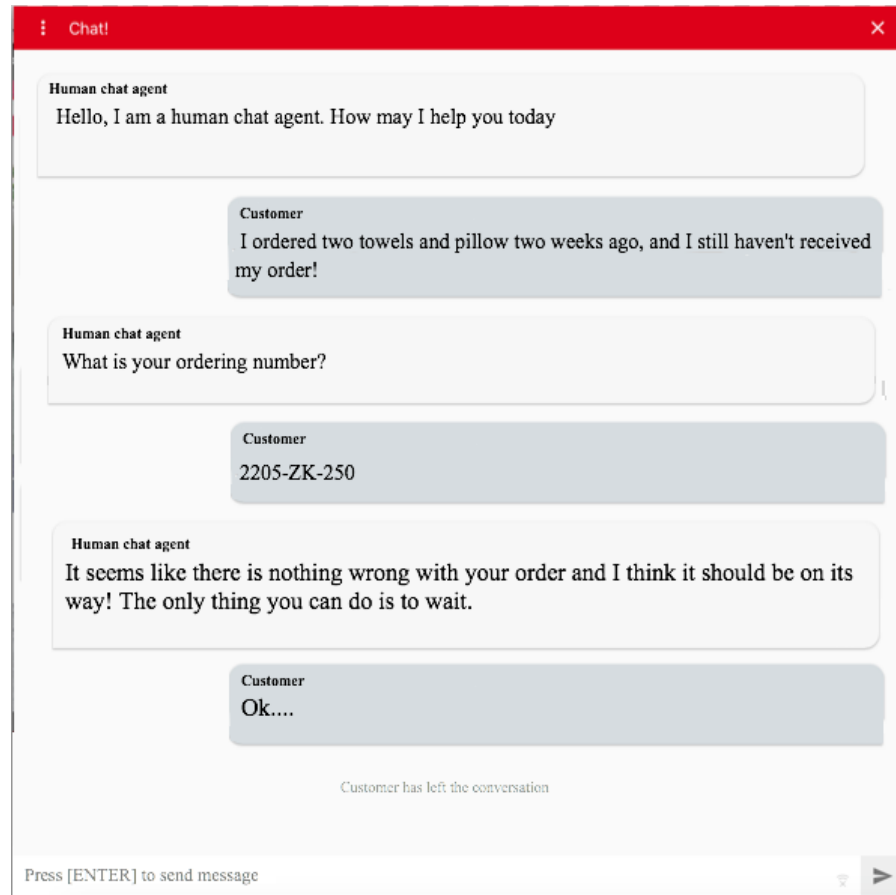 Chat!
Human chat agent
Hello, I am a human chat agent. How may I help you today
Customer
I ordered two towels and pillow two weeks ago, and I still haven't received
my order!
Human chat agent
What is your ordering number?
Customer
2205-ZK-250
Human chat agent
It seems like there is nothing wrong with your order and I think it should be on its
way! The only thing you can do is to wait.
Customer
Ok....
Customer has left the conversation
Press [ENTER] to send message